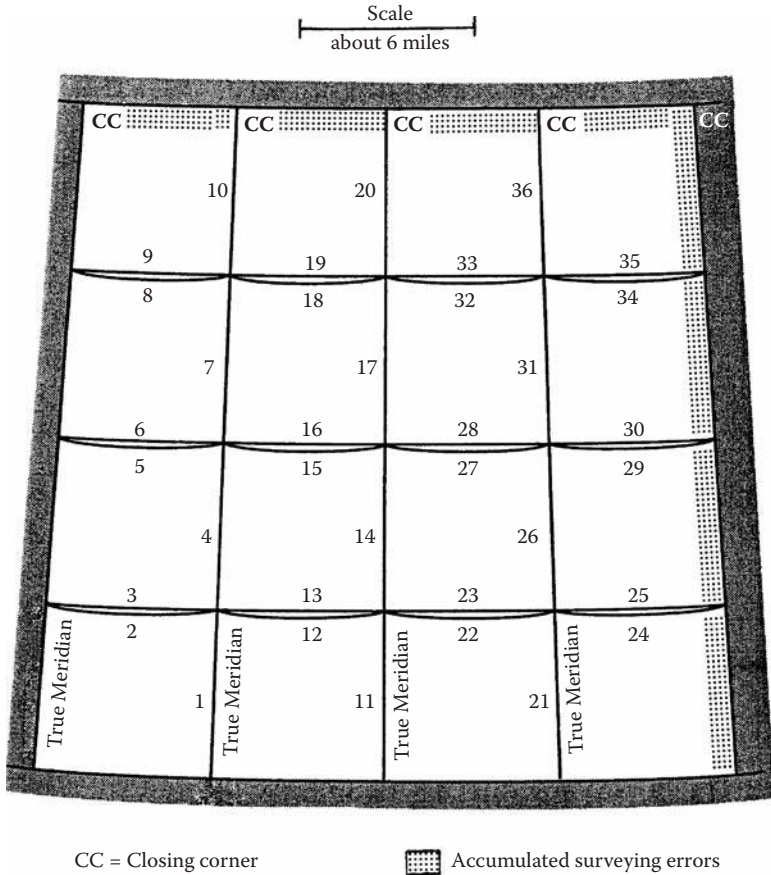 Scale
about 6 miles
CC CC CC CC CC
10 20 36
9 19 33 35
8 18 32 34
7 17 31
6 16 28 30
5 15 27 29
4 14 26
3 13 23 25
2 12 22 24
True Meridian True Meridian True Meridian True Meridian
1 11 21
CC = Closing corner Accumulated surveying errors